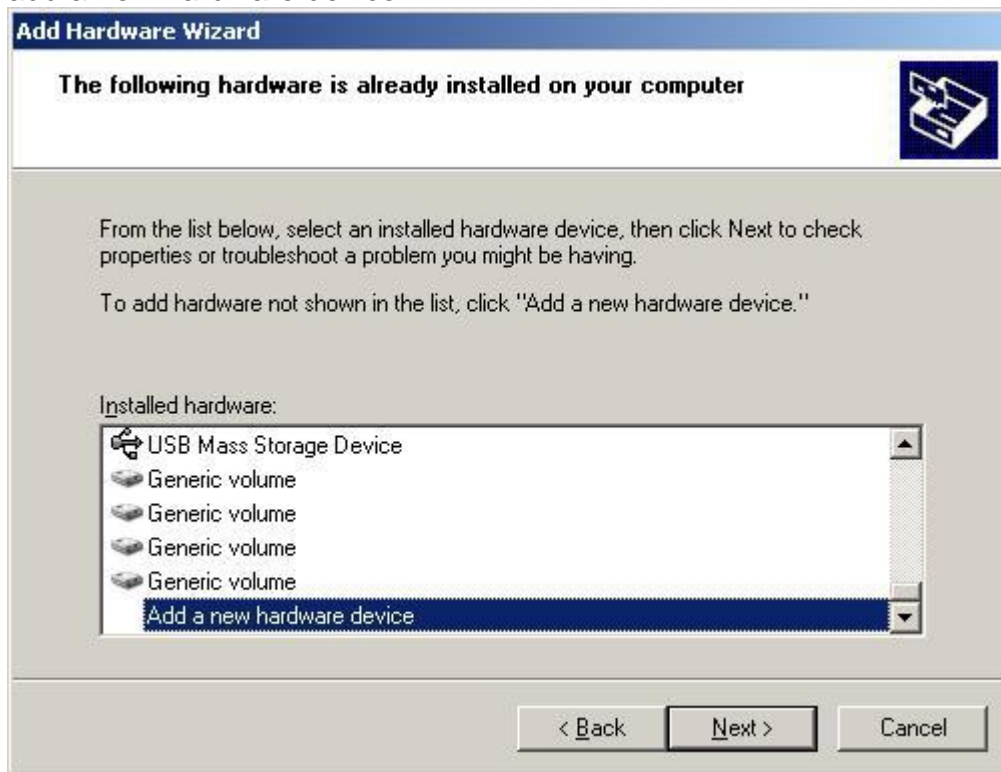 Add Hardware Wizard
The following hardware is already installed on your computer
From the list below, select an installed hardware device, then click Next to check
properties or troubleshoot a problem you might be having.
To add hardware not shown in the list, click "Add a new hardware device."
Installed hardware:
USB Mass Storage Device
Generic volume
Generic volume
Generic volume
Generic volume
Add a new hardware device
< Back Next > Cancel